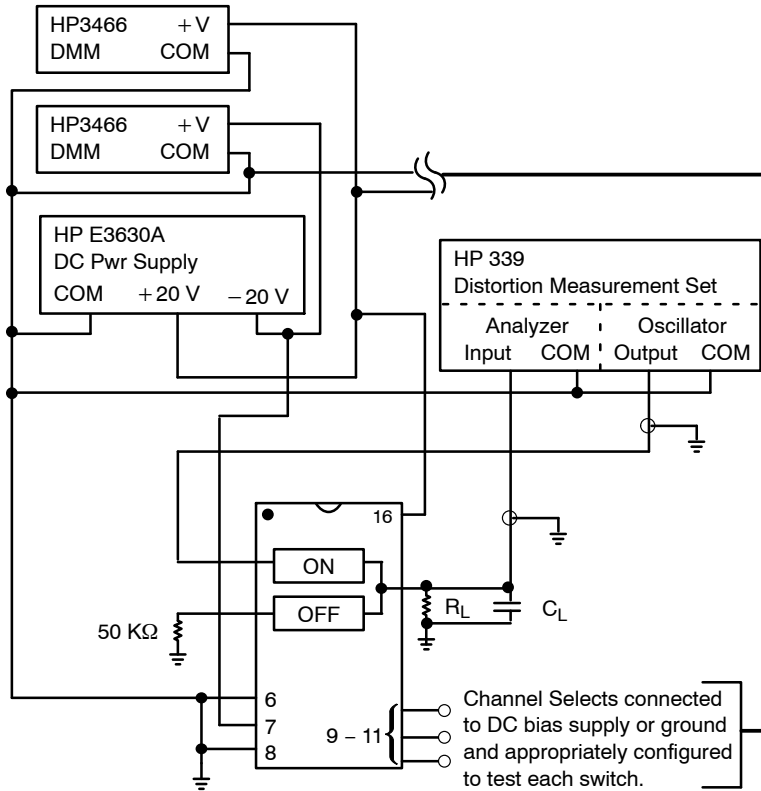 HP3466 +V
DMM COM
HP3466 +V
DMM COM
HP E3630A
DC Pwr Supply
COM +20 V −20 V
HP 339
Distortion Measurement Set
Analyzer Oscillator
Input COM Output COM
16
ON
OFF
50 KΩ
RL
CL
6
7
8
9 – 11
Channel Selects connected
to DC bias supply or ground
and appropriately configured
to test each switch.